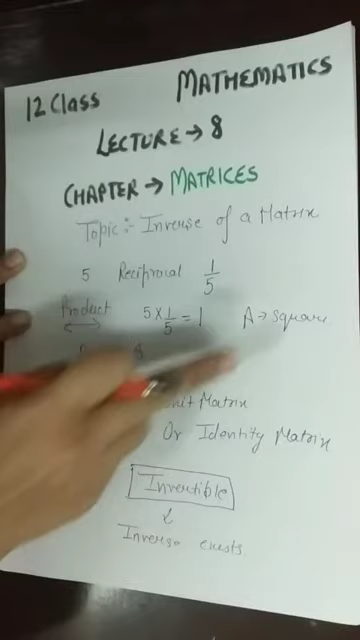 12 Class MATHEMATICS
LECTURE → 8
CHAPTER → MATRICES
Topic:- Inverse of a Matrix
5 Reciprocal 1/5
Product 5 × 1/5 = 1 A → square
Matrix
Or Identity Matrix
Invertible
Inverse exists